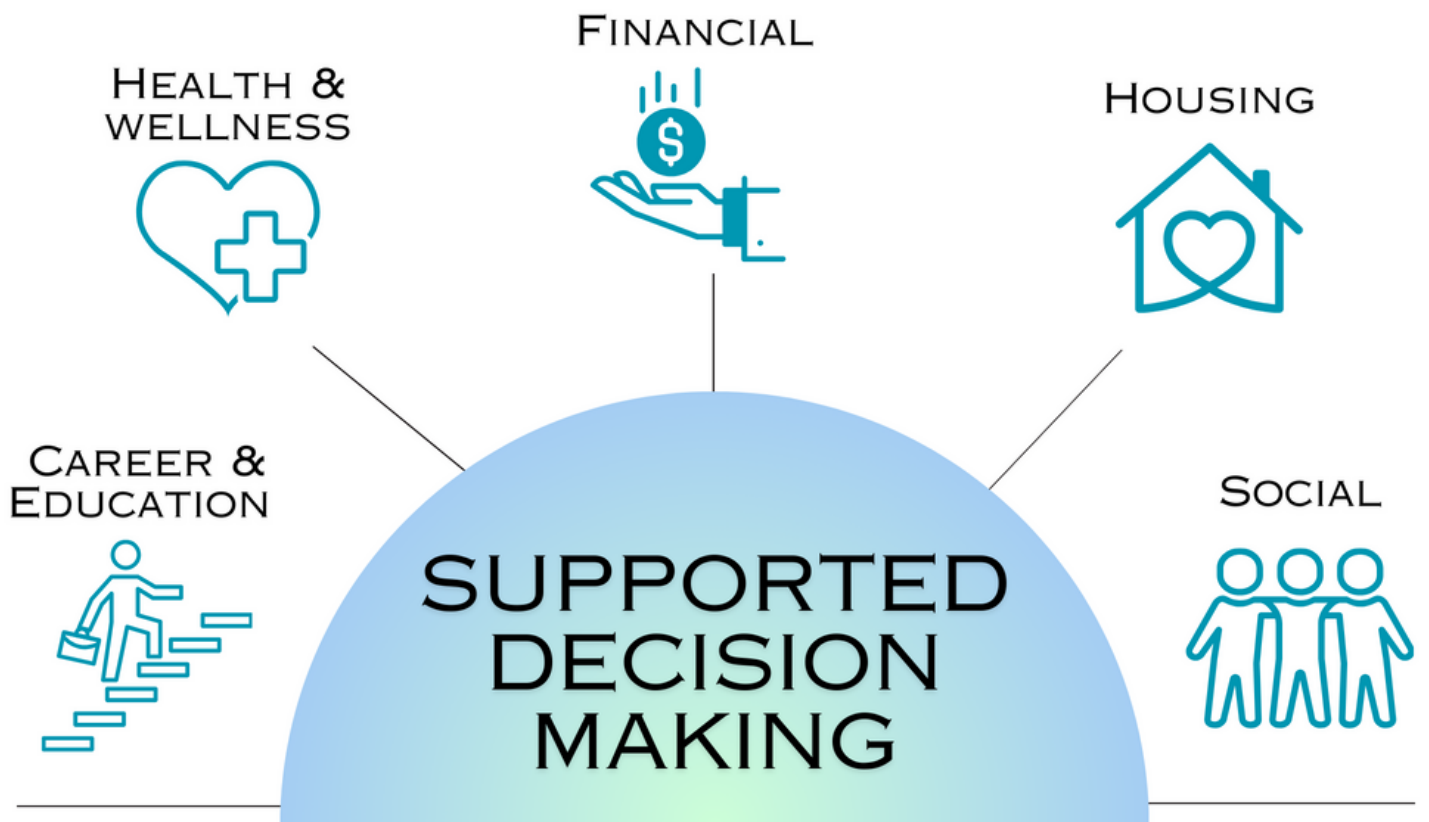 FINANCIAL
HEALTH &
WELLNESS
HOUSING
$
CAREER &
EDUCATION
SOCIAL
SUPPORTED
DECISION
MAKING